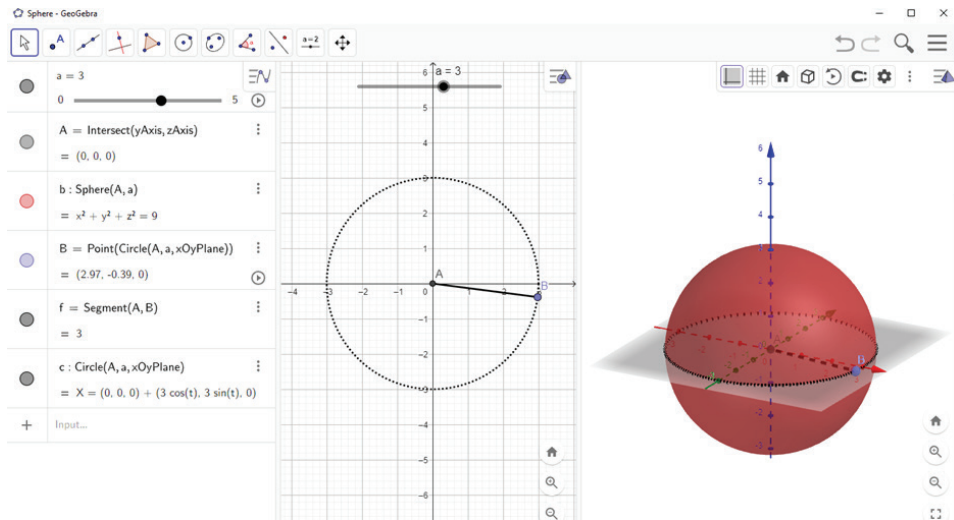 Sphere - GeoGebra
A
a=2
a = 3
0 5
A = Intersect(yAxis, zAxis)
= (0, 0, 0)
b : Sphere(A, a)
= x² + y² + z² = 9
B = Point(Circle(A, a, xOyPlane))
= (2.97, -0.39, 0)
f = Segment(A, B)
= 3
c : Circle(A, a, xOyPlane)
= X = (0, 0, 0) + (3 cos(t), 3 sin(t), 0)
Input...
a = 3
6
5
4
3
2
1
A
B
-4 -3 -2 -1 0 1 2 3
-1
-2
-3
-4
-5
-6
6
5
4
B
-2